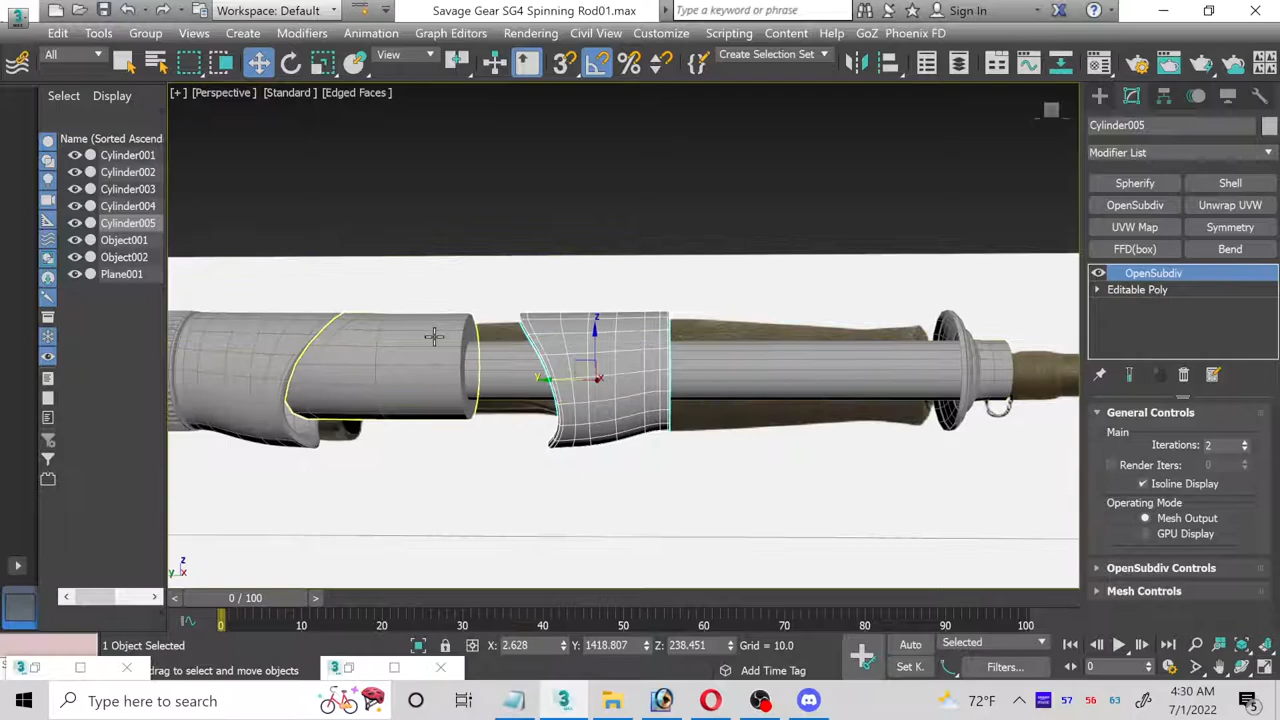 Workspace: Default
Savage Gear SG4 Spinning Rod01.max
Type a keyword or phrase
Sign In
Edit Tools Group Views Create Modifiers Animation Graph Editors Rendering Civil View Customize Scripting Content Help GoZ Phoenix FD
All
View
Create Selection Set
Select Display
[+] [Perspective] [Standard] [Edged Faces]
Name (Sorted Ascend
Cylinder001
Cylinder002
Cylinder003
Cylinder004
Cylinder005
Object001
Object002
Plane001
Cylinder005
Modifier List
Spherify Shell
OpenSubdiv Unwrap UVW
UVW Map Symmetry
FFD(box) Bend
OpenSubdiv
Editable Poly
General Controls
Main
Iterations: 2
Render Iters: 0
Isoline Display
Operating Mode
Mesh Output
GPU Display
OpenSubdiv Controls
Mesh Controls
z
y x
z
y x
0 / 100
0 10 20 30 40 50 60 70 80 90 100
1 Object Selected
X: 2.628 Y: 1418.807 Z: 238.451 Grid = 10.0
Auto Selected
drag to select and move objects
Add Time Tag
Set K. Filters... 0
Type here to search
72°F
57 56 63
4:30 AM
7/1/2022
5